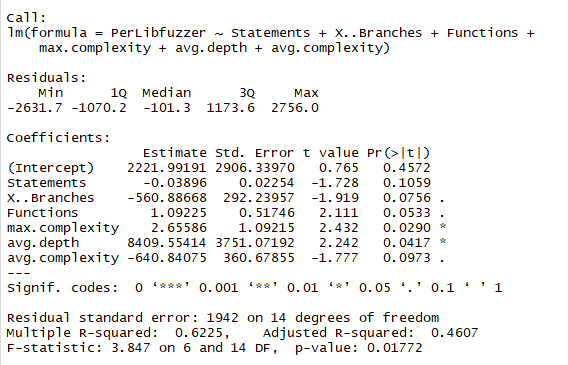 Call:
lm(formula = PerLibfuzzer ~ Statements + X..Branches + Functions +
    max.complexity + avg.depth + avg.complexity)

Residuals:
    Min      1Q  Median      3Q     Max
-2631.7 -1070.2  -101.3  1173.6  2756.0

Coefficients:
                 Estimate Std. Error t value Pr(>|t|)
(Intercept)    2221.99191 2906.33970   0.765   0.4572
Statements       -0.03896    0.02254  -1.728   0.1059
X..Branches    -560.88668  292.23957  -1.919   0.0756 .
Functions         1.09225    0.51746   2.111   0.0533 .
max.complexity    2.65586    1.09215   2.432   0.0290 *
avg.depth      8409.55414 3751.07192   2.242   0.0417 *
avg.complexity -640.84075  360.67855  -1.777   0.0973 .
---
Signif. codes:  0 ‘***’ 0.001 ‘**’ 0.01 ‘*’ 0.05 ‘.’ 0.1 ‘ ’ 1

Residual standard error: 1942 on 14 degrees of freedom
Multiple R-squared:  0.6225,    Adjusted R-squared:  0.4607
F-statistic: 3.847 on 6 and 14 DF,  p-value: 0.01772